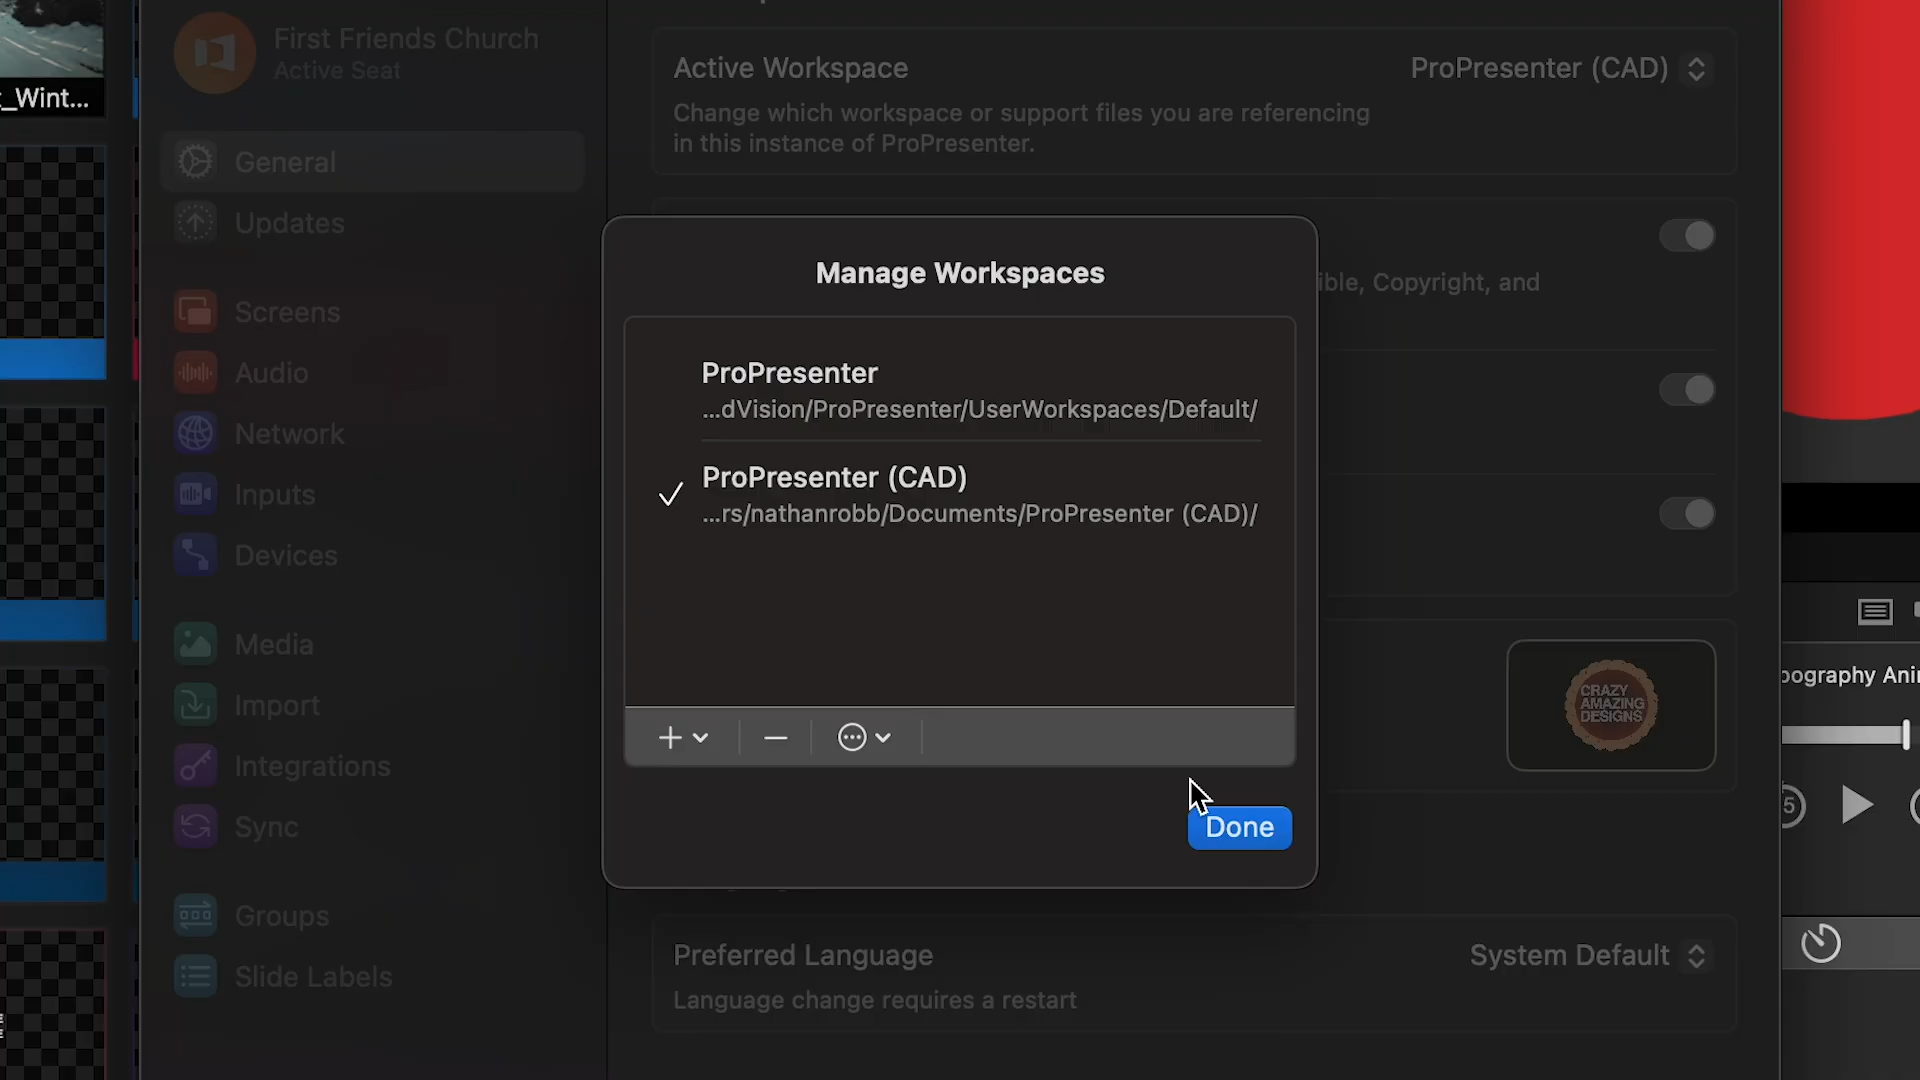 First Friends Church
Active Seat
_Wint...
General
Updates
Screens
Audio
Network
Inputs
Devices
Media
Import
Integrations
Sync
Groups
Slide Labels
Active Workspace
ProPresenter (CAD)
Change which workspace or support files you are referencing
in this instance of ProPresenter.
ible, Copyright, and
Manage Workspaces
ProPresenter
...dVision/ProPresenter/UserWorkspaces/Default/
ProPresenter (CAD)
...rs/nathanrobb/Documents/ProPresenter (CAD)/
Done
CRAZY
AMAZING
DESIGNS
Preferred Language
System Default
Language change requires a restart
ography Ani
5